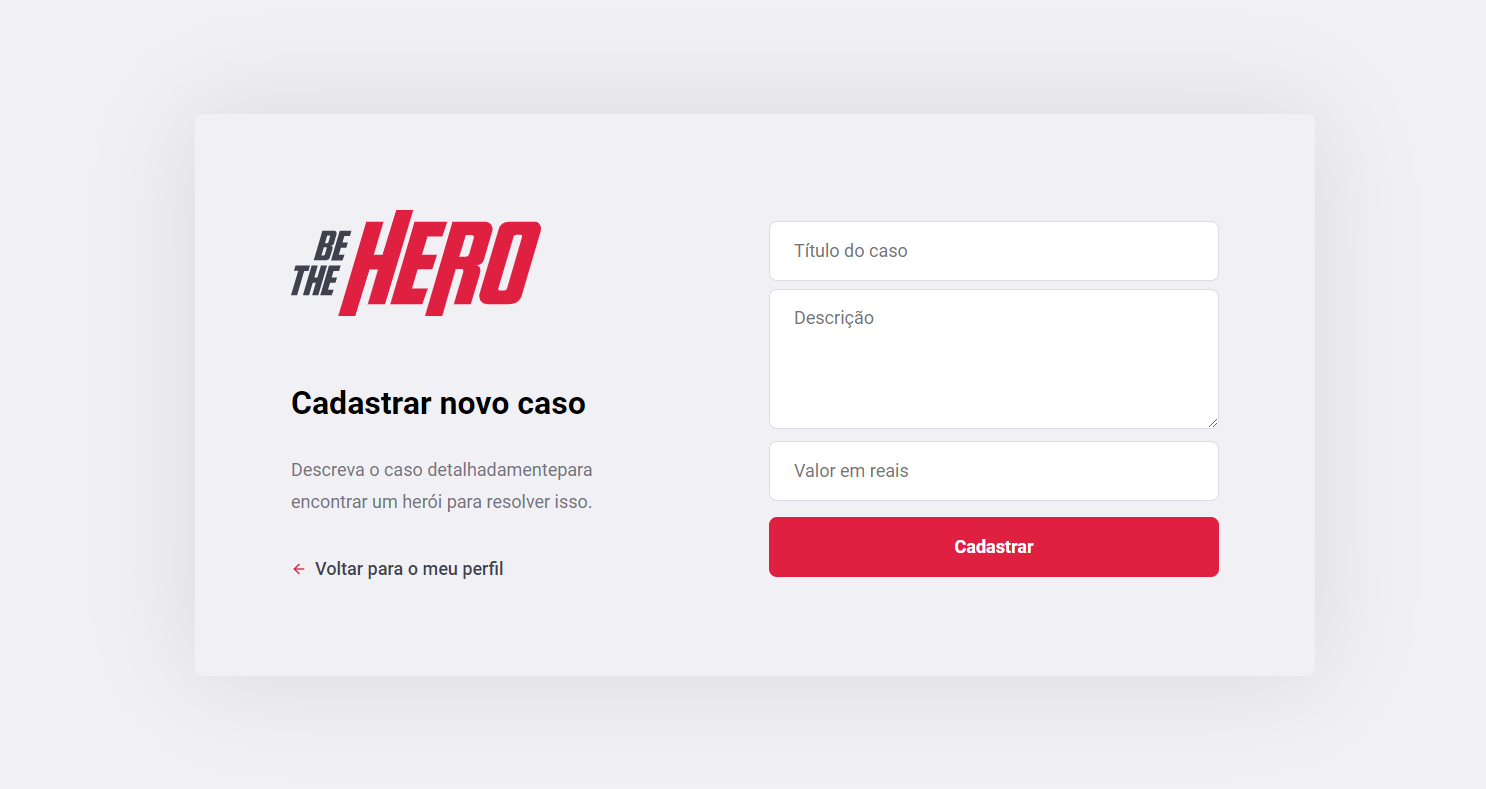 BE
THE
HERO
Cadastrar novo caso
Descreva o caso detalhadamentepara
encontrar um herói para resolver isso.
Voltar para o meu perfil
Título do caso
Descrição
Valor em reais
Cadastrar